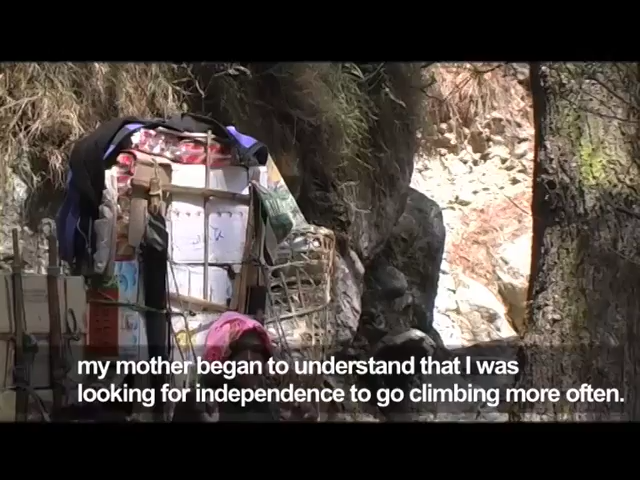 my mother began to understand that I was
looking for independence to go climbing more often.